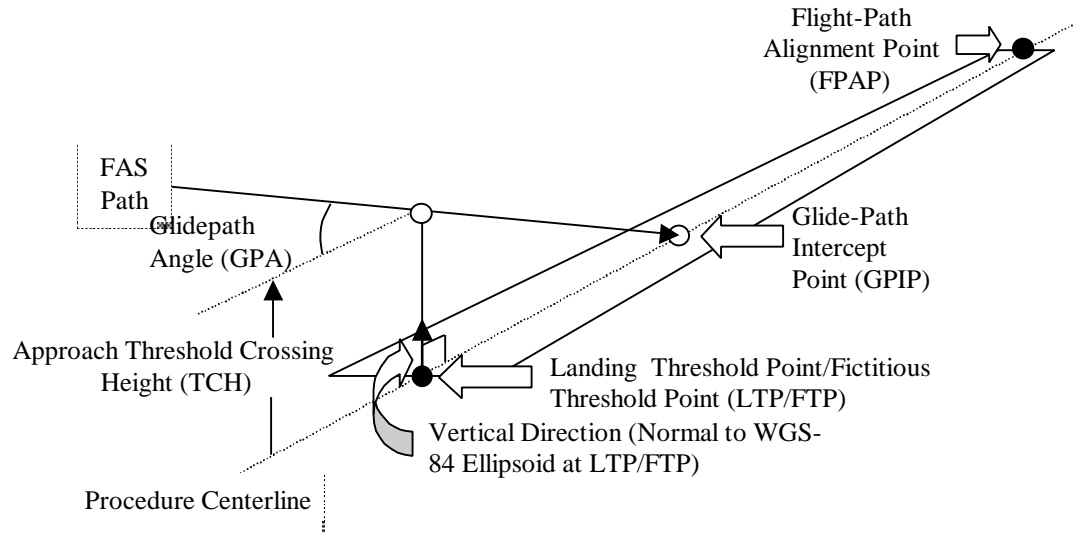 Flight-Path
Alignment Point
(FPAP)
FAS
Path
Glidepath
Angle (GPA)
Glide-Path
Intercept
Point (GPIP)
Approach Threshold Crossing
Height (TCH)
Landing Threshold Point/Fictitious
Threshold Point (LTP/FTP)
Vertical Direction (Normal to WGS-
84 Ellipsoid at LTP/FTP)
Procedure Centerline